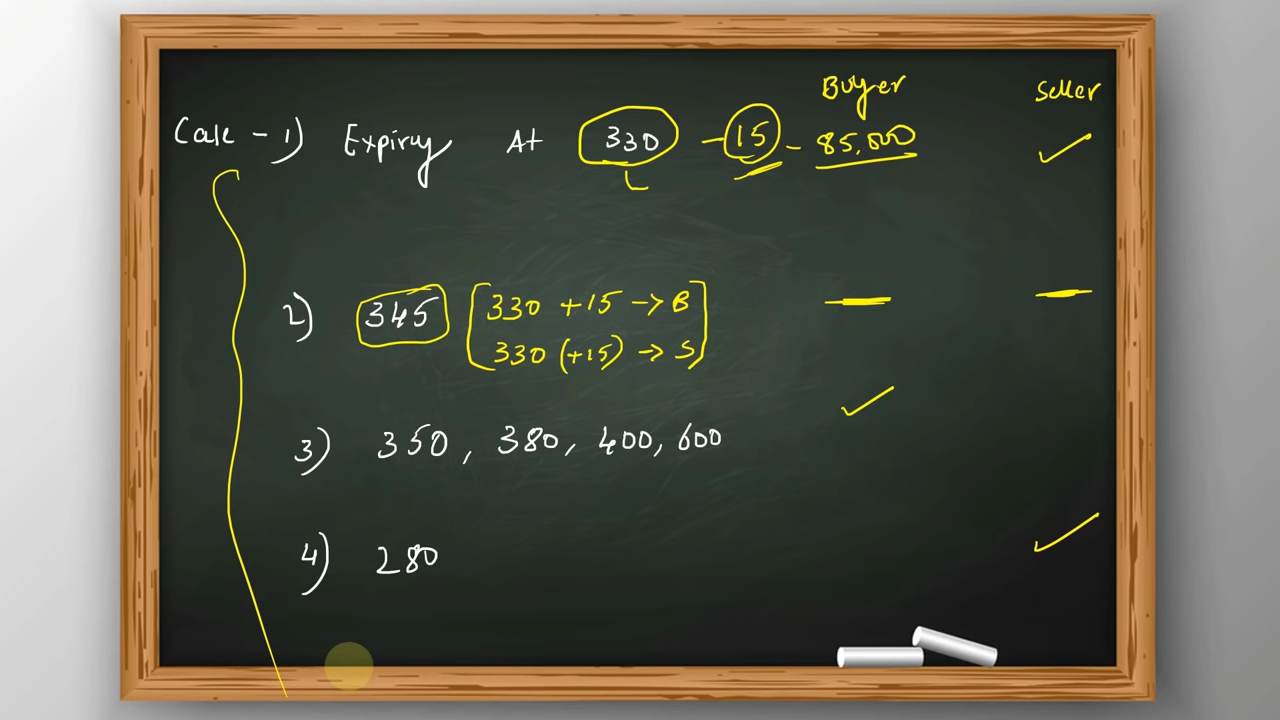 Buyer Seller
Case - 1) Expiry At 330 - 15 - 85,000
2) 345 [330 +15 → B]
330 (+15) → S
3) 350, 380, 400, 600
4) 280